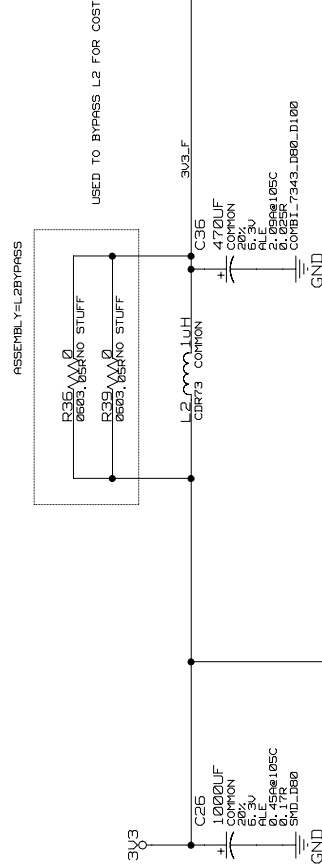 USED TO BYPASS L2 FOR COST
ASSEMBLY=L2BYPASS
R36 0
0603 .05R NO STUFF
R39 0
0603 .05R NO STUFF
3V3_F
L2 1uH
CDR73 COMMON
C36
470UF
COMMON
20%
6.3V
ALE
2.09A@105C
0.025R
COMBI_7343_D80_D100
GND
3V3
C26
1000UF
COMMON
20%
6.3V
ALE
0.45A@105C
0.17R
SMD_D80
GND